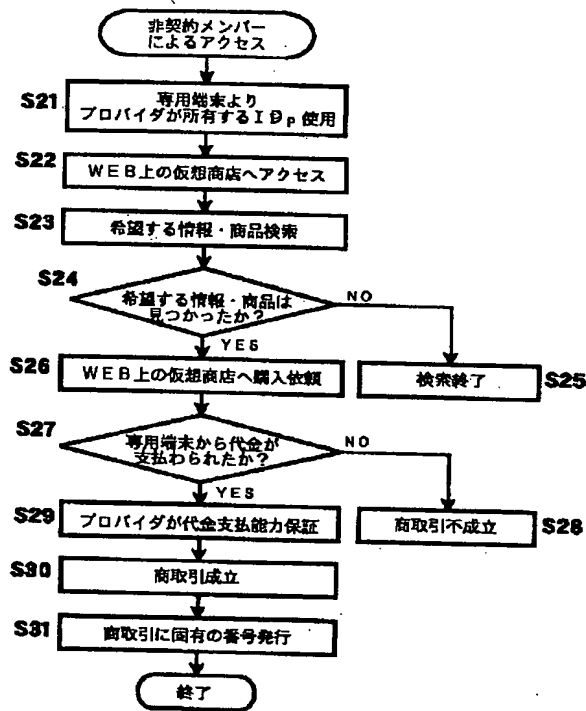 非契約メンバー
によるアクセス
S21
専用端末より
プロバイダが所有するIDp使用
S22
WEB上の仮想商店へアクセス
S23
希望する情報・商品検索
S24
希望する情報・商品は
見つかったか?
NO
YES
S26
WEB上の仮想商店へ購入依頼
検索終了
S25
S27
専用端末から代金が
支払わられたか?
NO
YES
S29
プロバイダが代金支払能力保証
商取引不成立
S28
S30
商取引成立
S31
商取引に固有の番号発行
終了